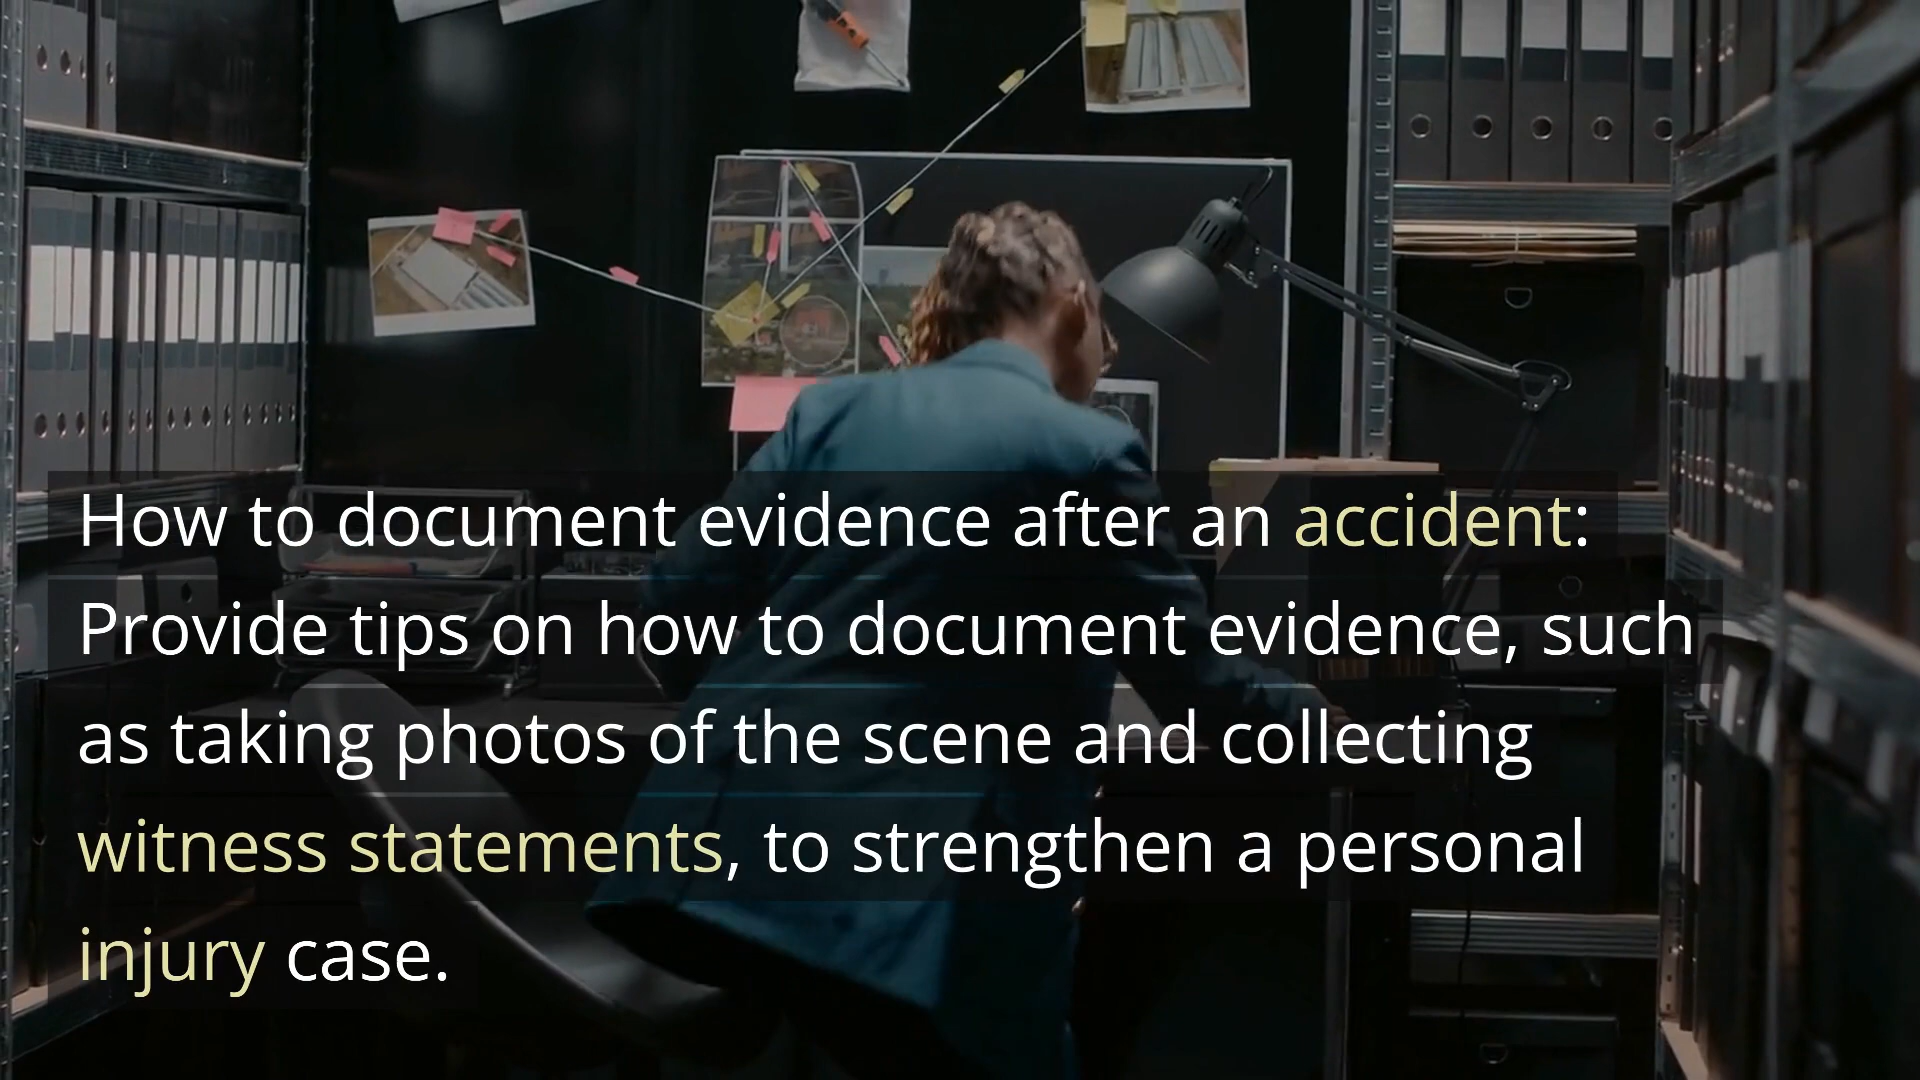 How to document evidence after an accident:
Provide tips on how to document evidence, such
as taking photos of the scene and collecting
witness statements, to strengthen a personal
injury case.